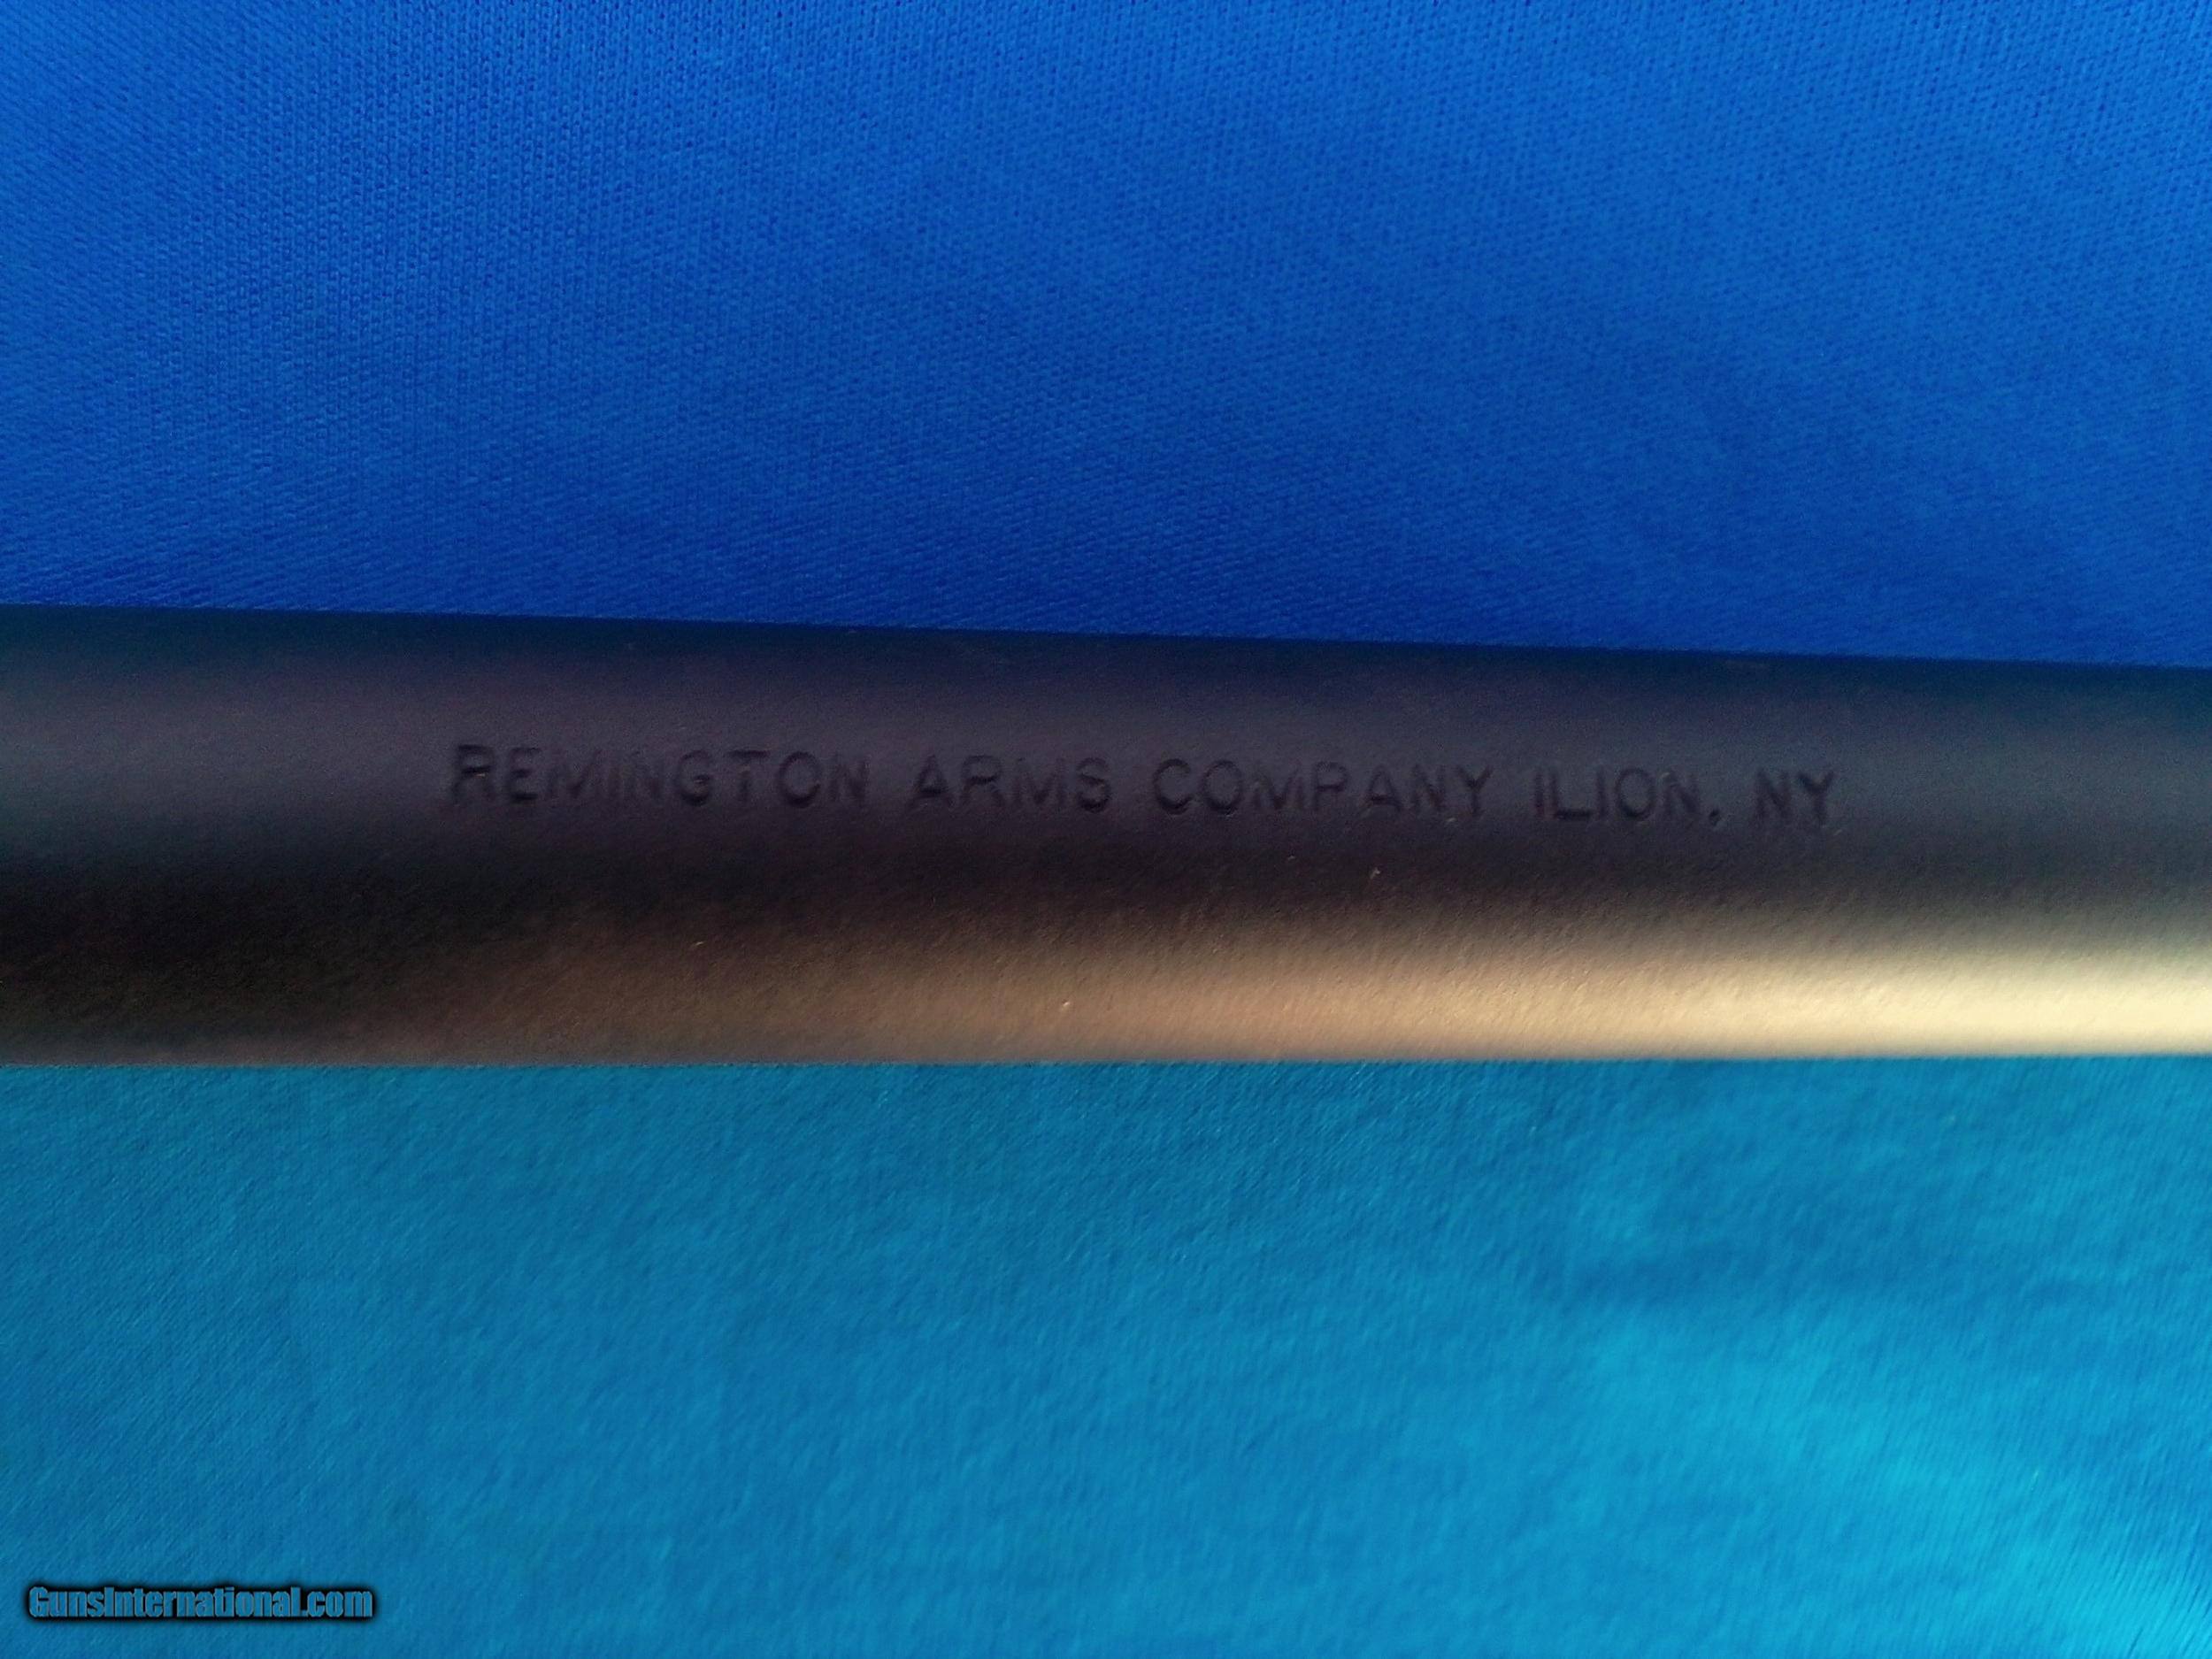 REMINGTON ARMS COMPANY ILION, NY
GunsInternational.com